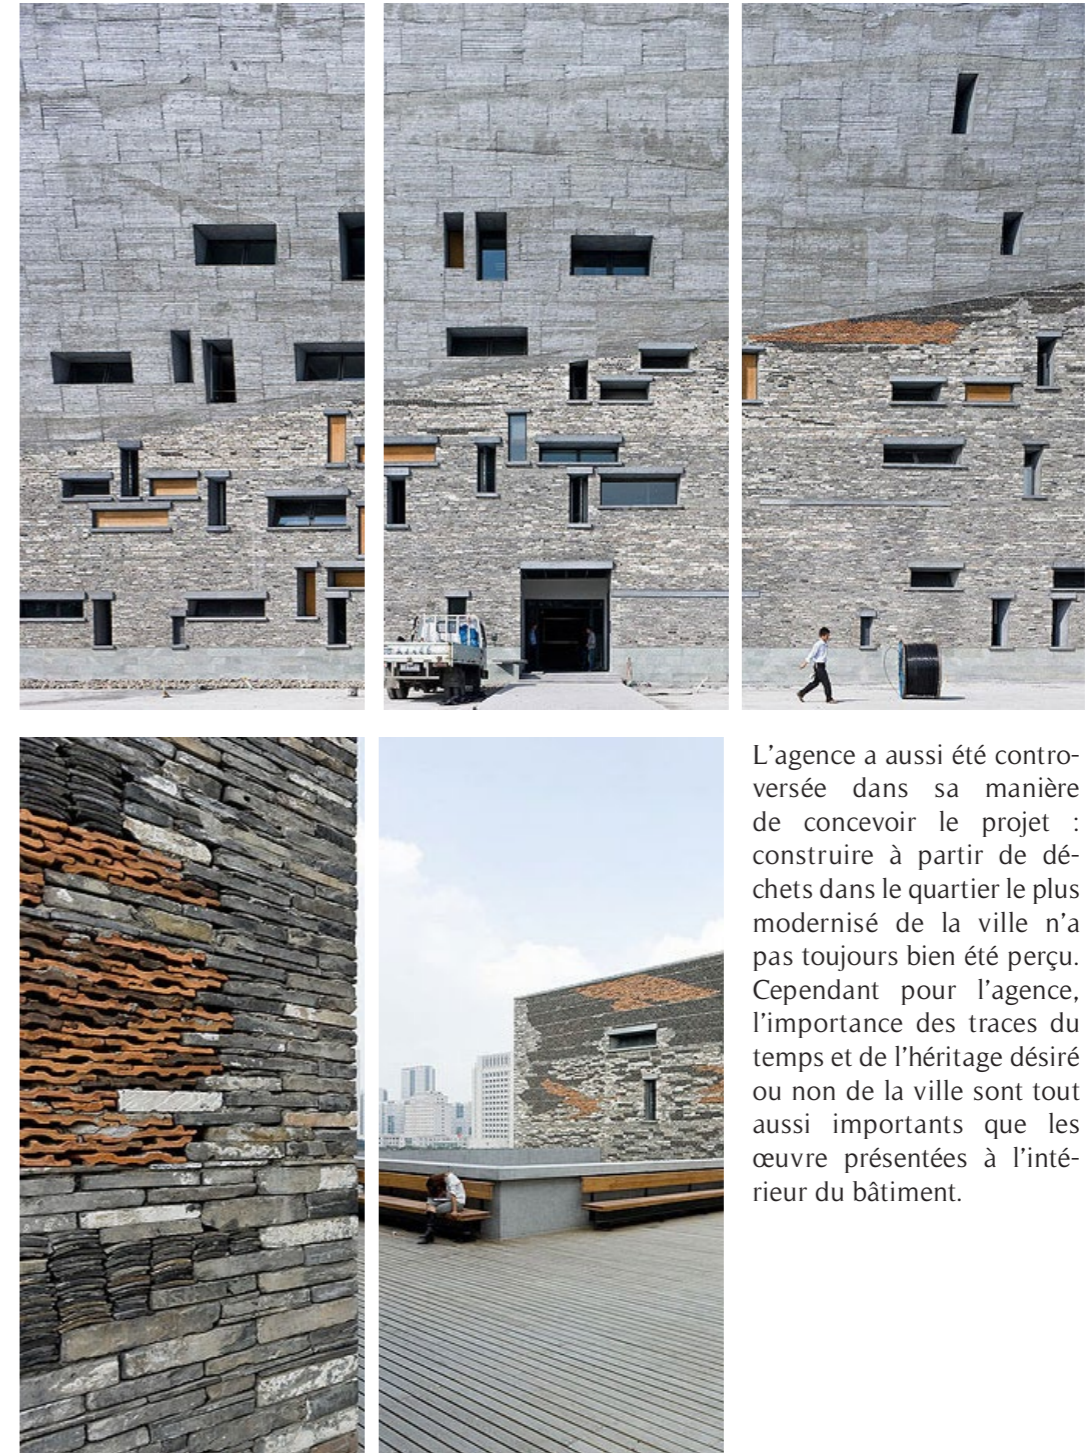 L’agence a aussi été contro-
versée dans sa manière
de concevoir le projet :
construire à partir de dé-
chets dans le quartier le plus
modernisé de la ville n’a
pas toujours bien été perçu.
Cependant pour l’agence,
l’importance des traces du
temps et de l’héritage désiré
ou non de la ville sont tout
aussi importants que les
œuvre présentées à l’inté-
rieur du bâtiment.